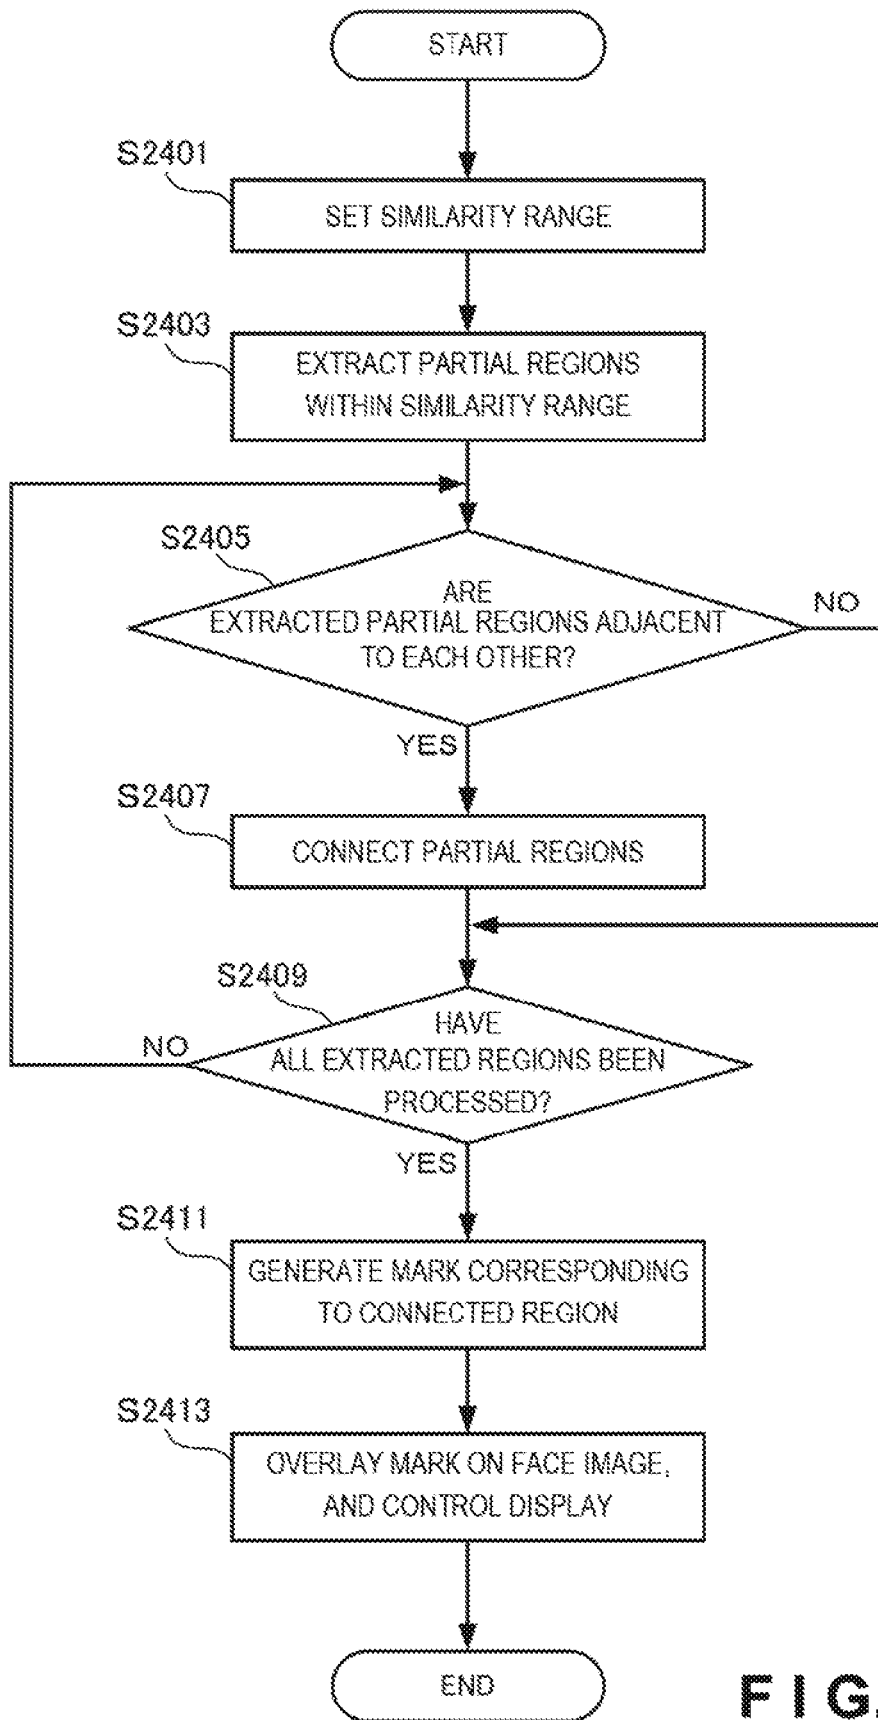 START
S2401
SET SIMILARITY RANGE
S2403
EXTRACT PARTIAL REGIONS
WITHIN SIMILARITY RANGE
S2405
ARE
EXTRACTED PARTIAL REGIONS ADJACENT
TO EACH OTHER?
NO
YES
S2407
CONNECT PARTIAL REGIONS
S2409
HAVE
ALL EXTRACTED REGIONS BEEN
PROCESSED?
NO
YES
S2411
GENERATE MARK CORRESPONDING
TO CONNECTED REGION
S2413
OVERLAY MARK ON FACE IMAGE,
AND CONTROL DISPLAY
END
FIG.